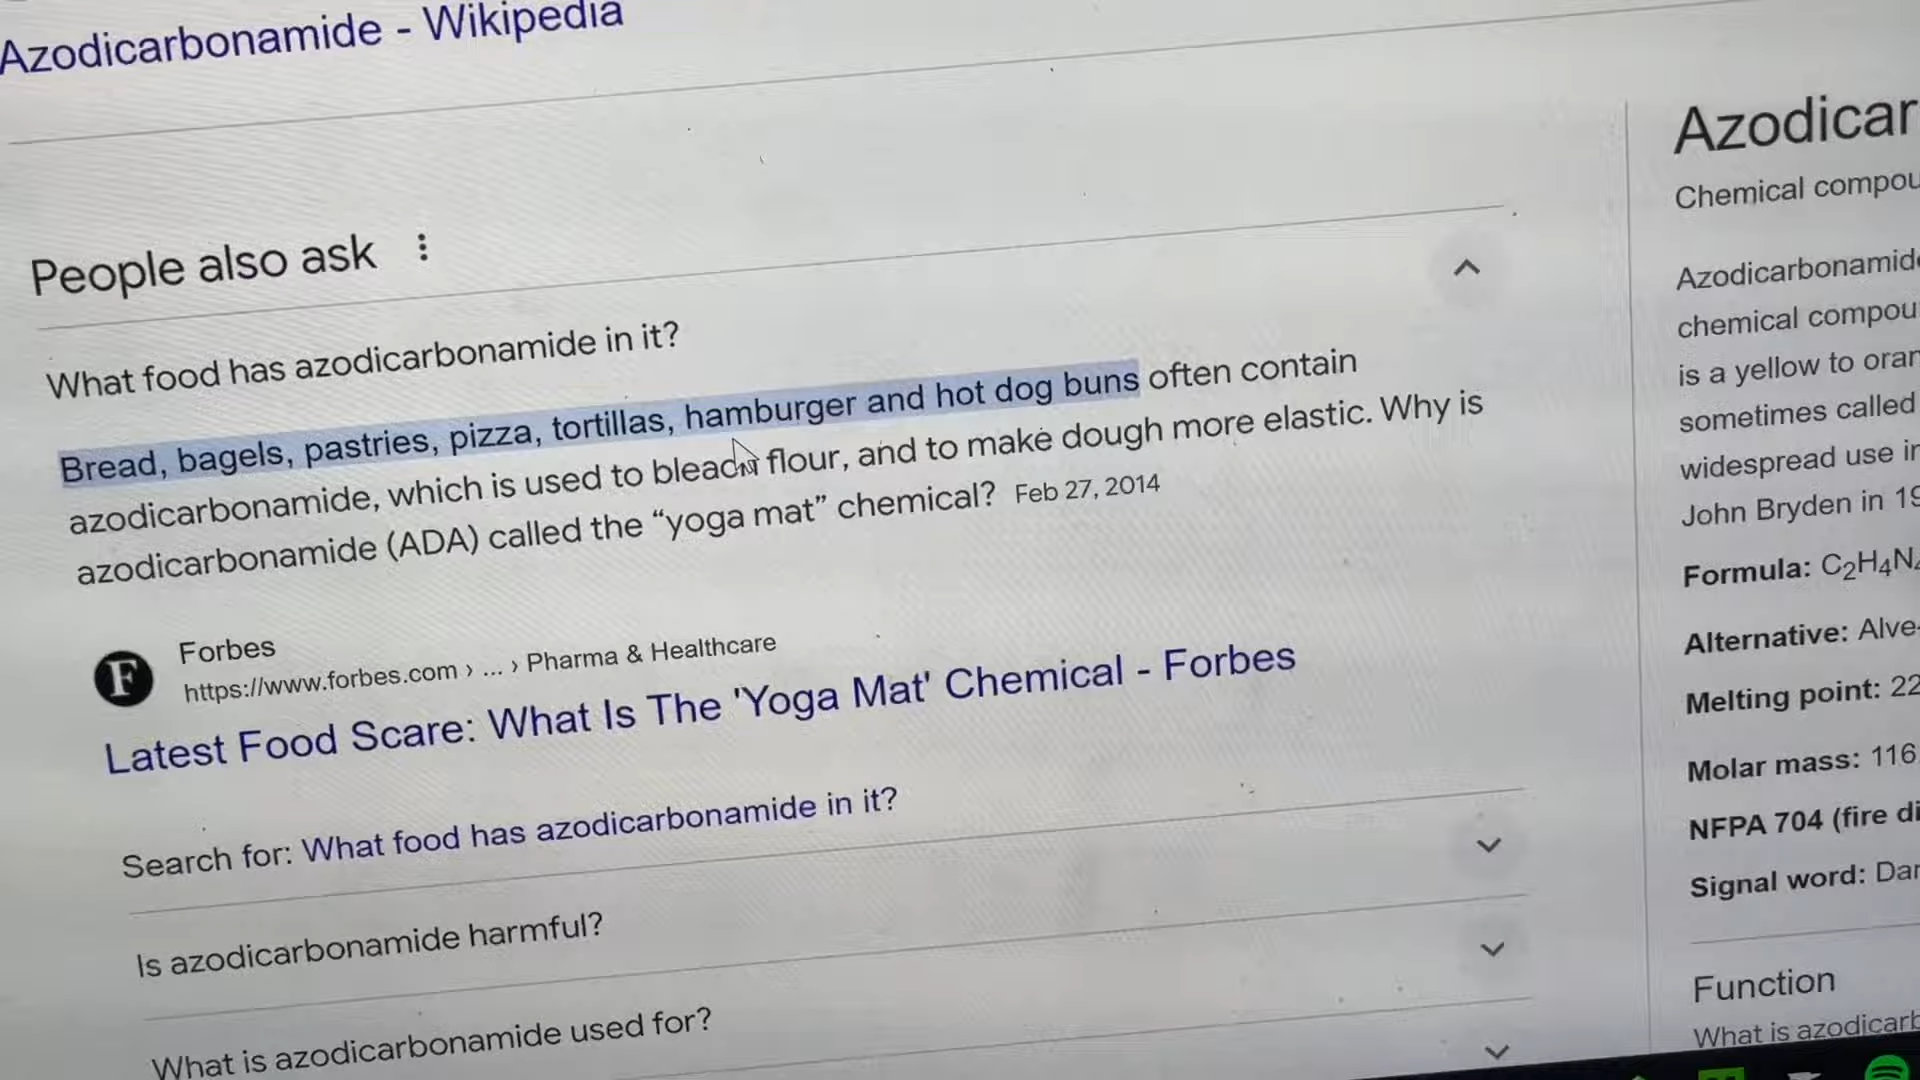 Azodicarbonamide - Wikipedia
People also ask
What food has azodicarbonamide in it?
Bread, bagels, pastries, pizza, tortillas, hamburger and hot dog buns often contain
azodicarbonamide, which is used to bleach flour, and to make dough more elastic. Why is
azodicarbonamide (ADA) called the “yoga mat” chemical? Feb 27, 2014
Forbes
https://www.forbes.com › ... › Pharma & Healthcare
Latest Food Scare: What Is The 'Yoga Mat' Chemical - Forbes
Search for: What food has azodicarbonamide in it?
Is azodicarbonamide harmful?
What is azodicarbonamide used for?
Azodicar
Chemical compou
Azodicarbonamide
chemical compou
is a yellow to oran
sometimes called
widespread use in
John Bryden in 19
Formula: C₂H₄N₄
Alternative: Alve
Melting point: 22
Molar mass: 116
NFPA 704 (fire di
Signal word: Dan
Function
What is azodicarb